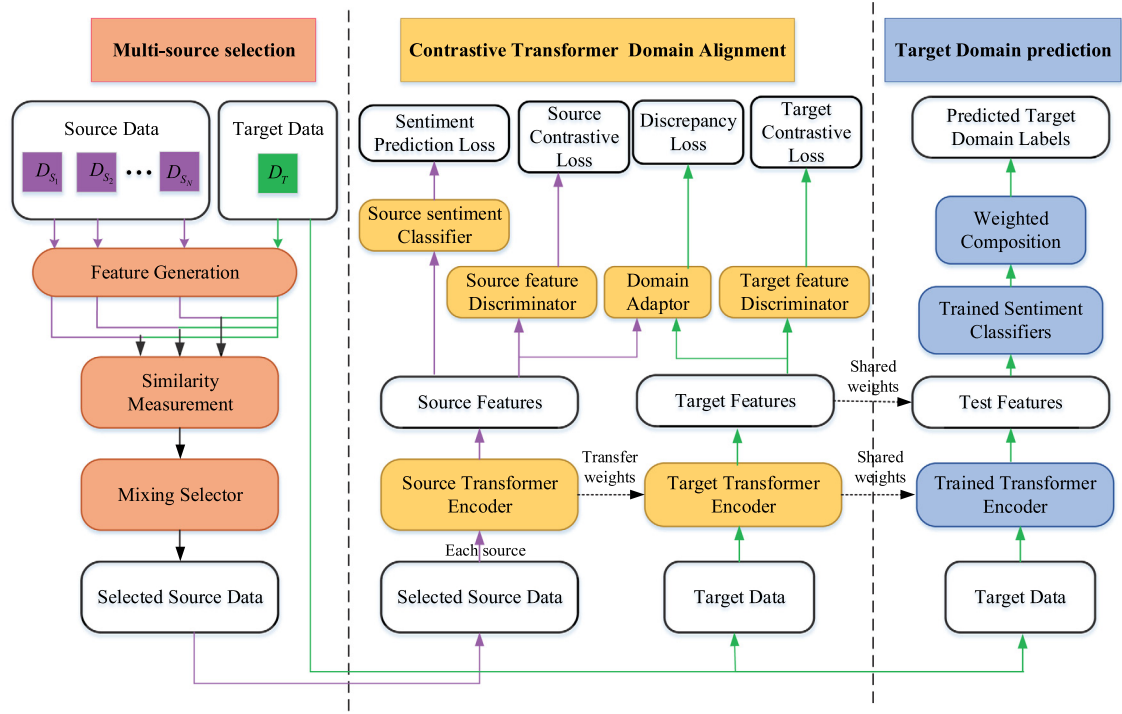 Multi-source selection
Contrastive Transformer Domain Alignment
Target Domain prediction
Source Data
D_{S_1} D_{S_2} ••• D_{S_N}
Target Data
D_T
Feature Generation
Similarity
Measurement
Mixing Selector
Selected Source Data
Sentiment
Prediction Loss
Source
Contrastive
Loss
Discrepancy
Loss
Target
Contrastive
Loss
Source sentiment
Classifier
Source feature
Discriminator
Domain
Adaptor
Target feature
Discriminator
Source Features
Target Features
Shared
weights
Source Transformer
Encoder
Transfer
weights
Target Transformer
Encoder
Shared
weights
Each source
Selected Source Data
Target Data
Predicted Target
Domain Labels
Weighted
Composition
Trained Sentiment
Classifiers
Test Features
Trained Transformer
Encoder
Target Data